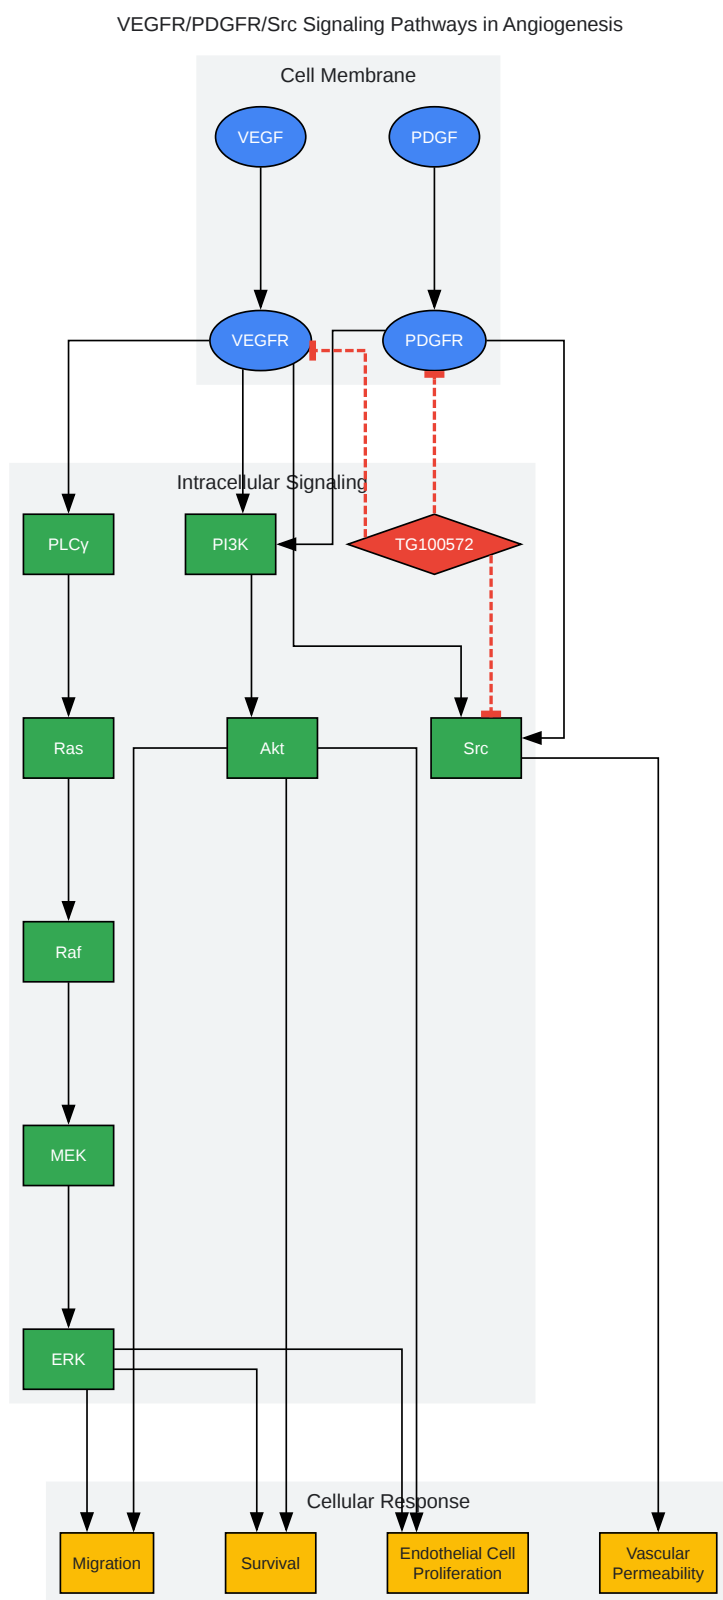 VEGFR/PDGFR/Src Signaling Pathways in Angiogenesis
Cell Membrane
VEGF
PDGF
VEGFR
PDGFR
Intracellular Signaling
PLCγ
PI3K
TG100572
Ras
Akt
Src
Raf
MEK
ERK
Cellular Response
Migration
Survival
Endothelial Cell
Proliferation
Vascular
Permeability